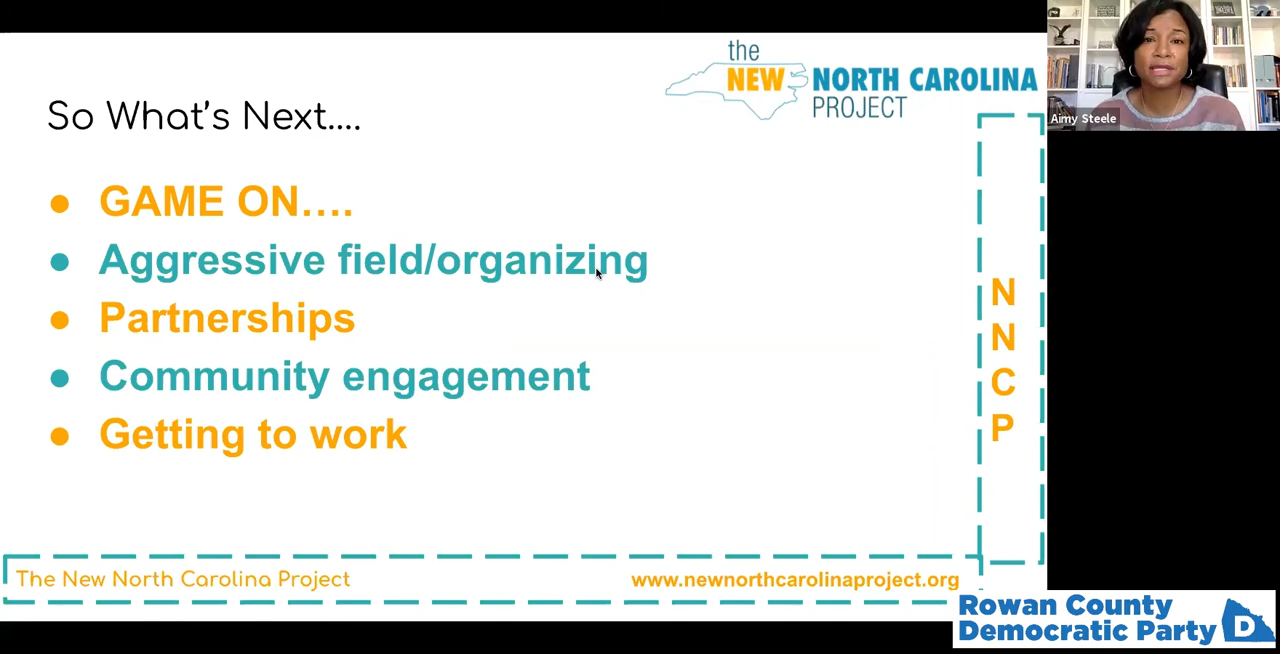 the
NEW NORTH CAROLINA
PROJECT
Aimy Steele
So What's Next....
● GAME ON....
● Aggressive field/organizing
● Partnerships
● Community engagement
● Getting to work
N
N
C
P
The New North Carolina Project
www.newnorthcarolinaproject.org
Rowan County
Democratic Party D